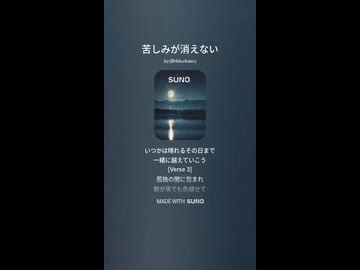 苦しみが消えない
SUNO
いつかは晴れるその日まで
一緒に越えていこう
[Verse 3]
孤独の闇に包まれ
朝が来ても色褪せて
MADE WITH SUNO